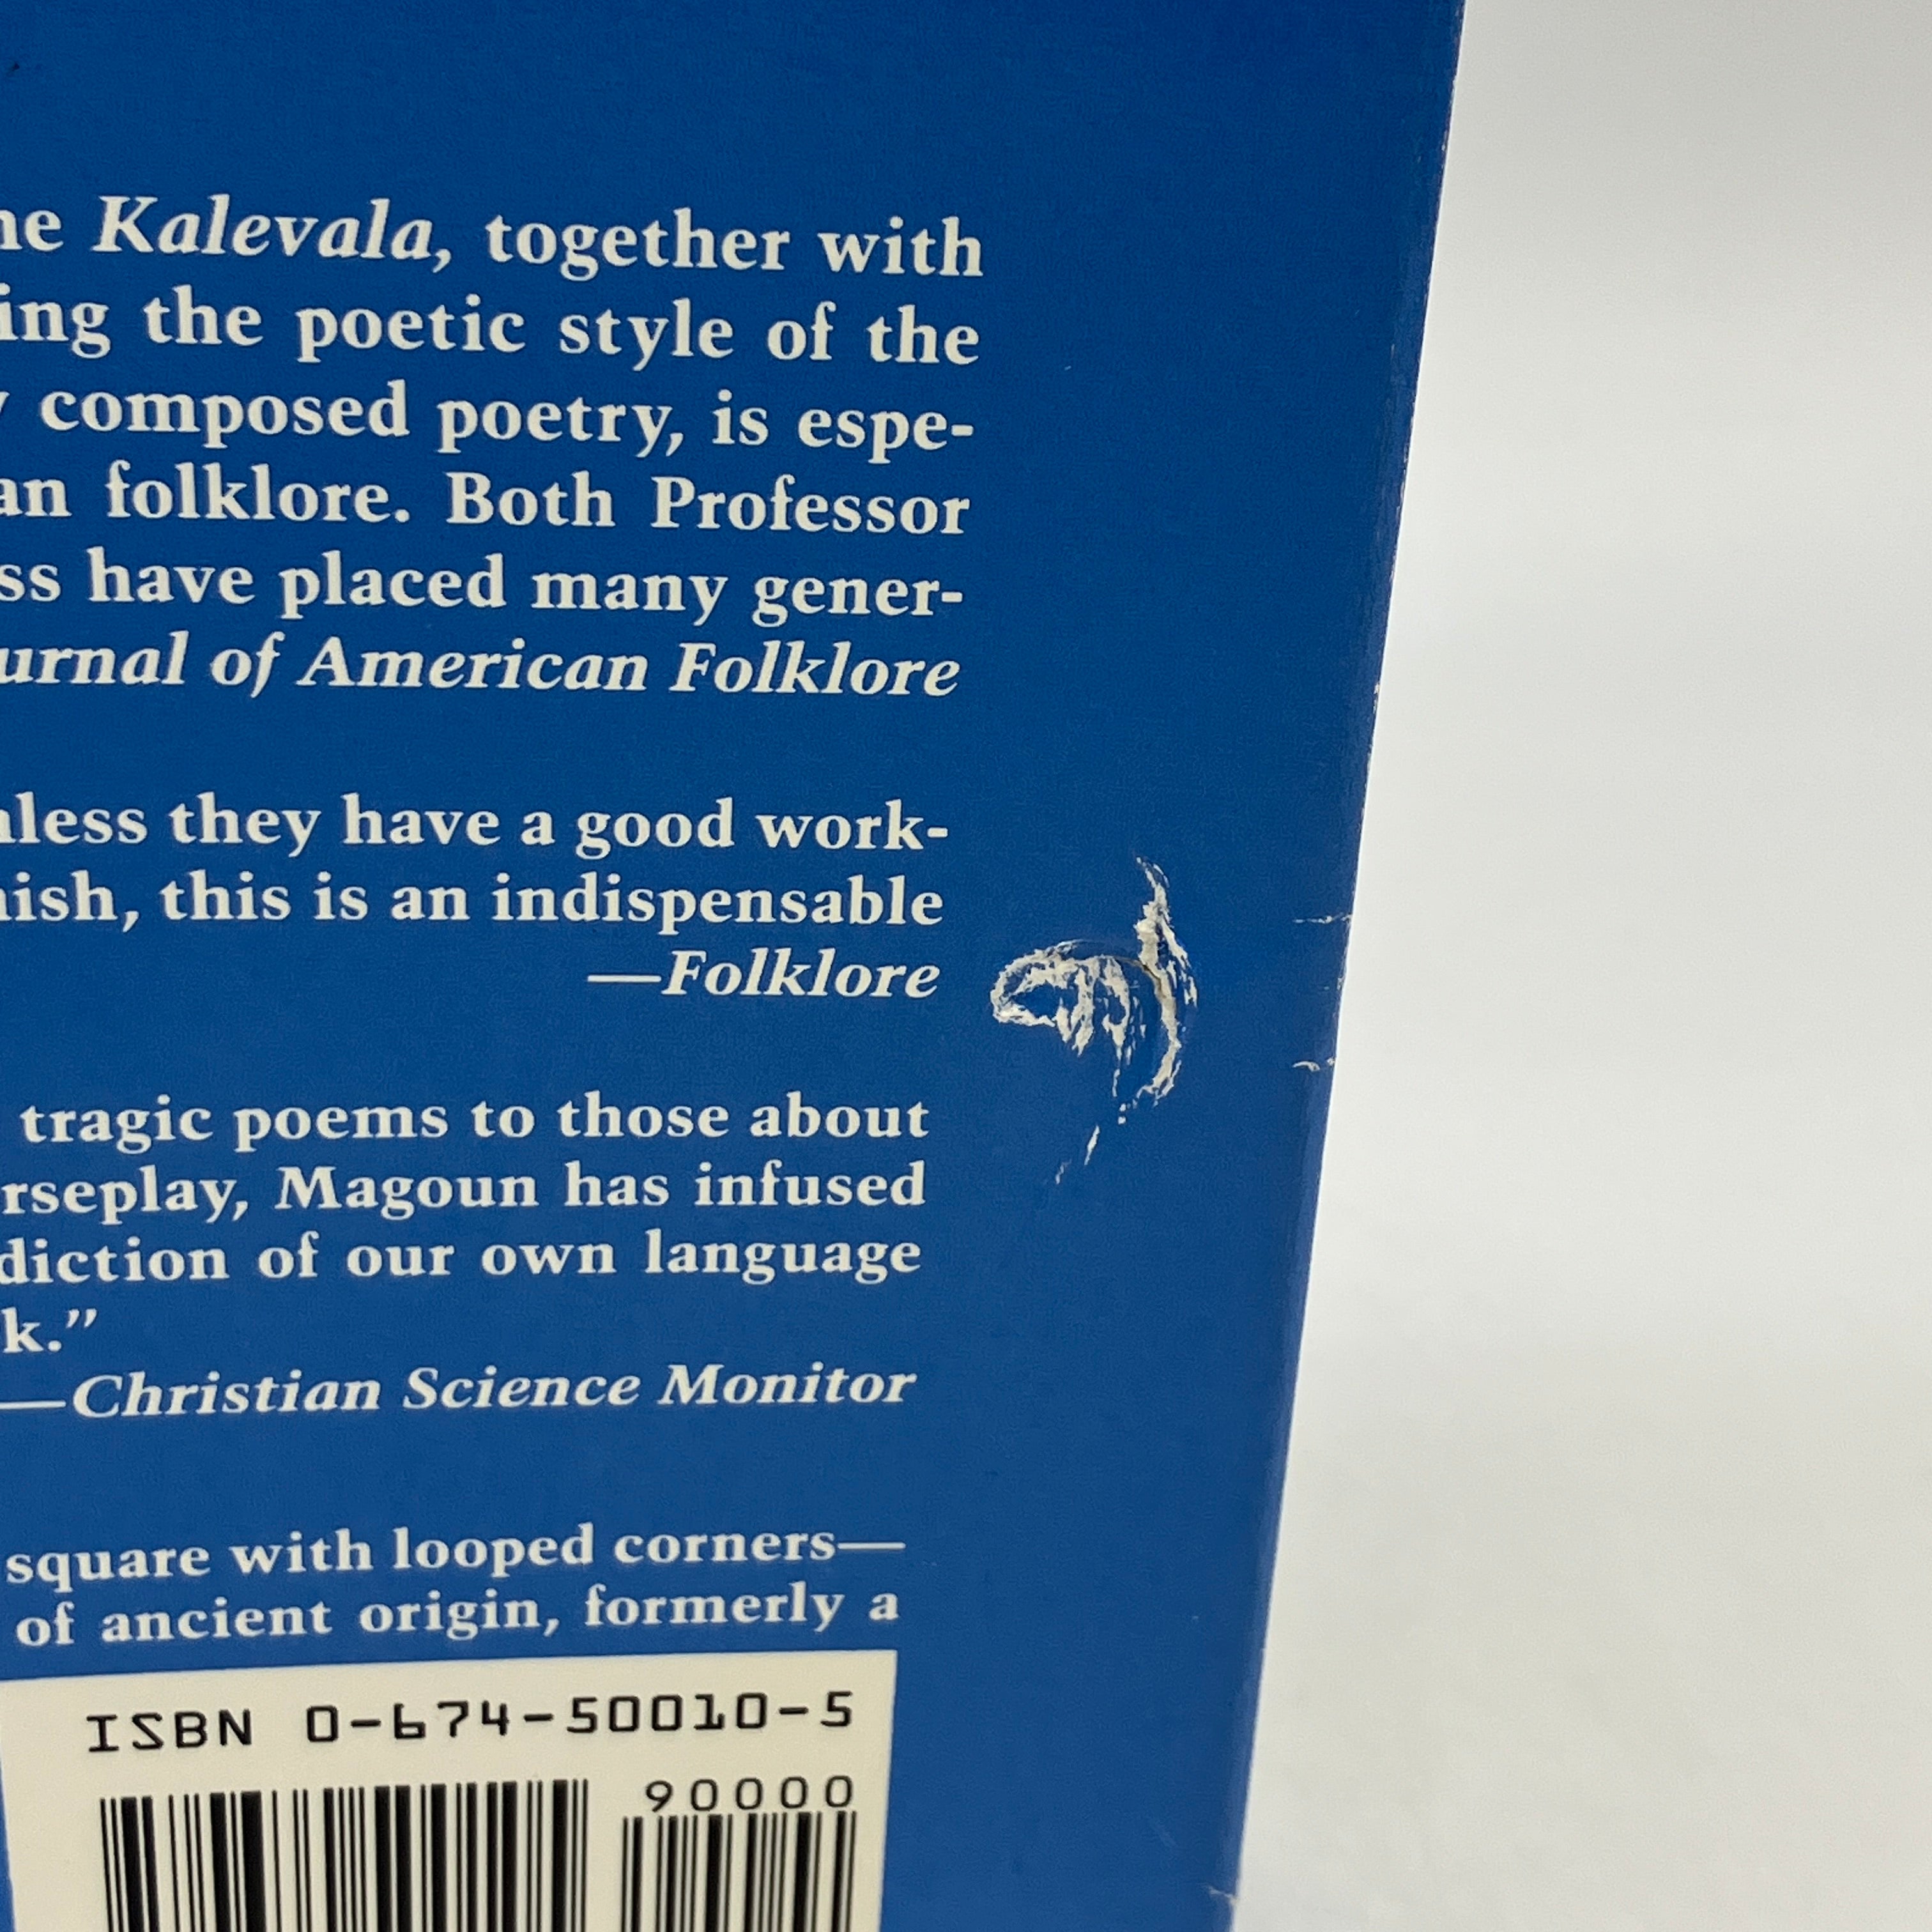 he Kalevala, together with
ing the poetic style of the
composed poetry, is espe-
an folklore. Both Professor
ss have placed many gener-
urnal of American Folklore
nless they have a good work-
nish, this is an indispensable
—Folklore
tragic poems to those about
rseplay, Magoun has infused
diction of our own language
k.”
—Christian Science Monitor
square with looped corners—
of ancient origin, formerly a
ISBN 0-674-50010-5
90000